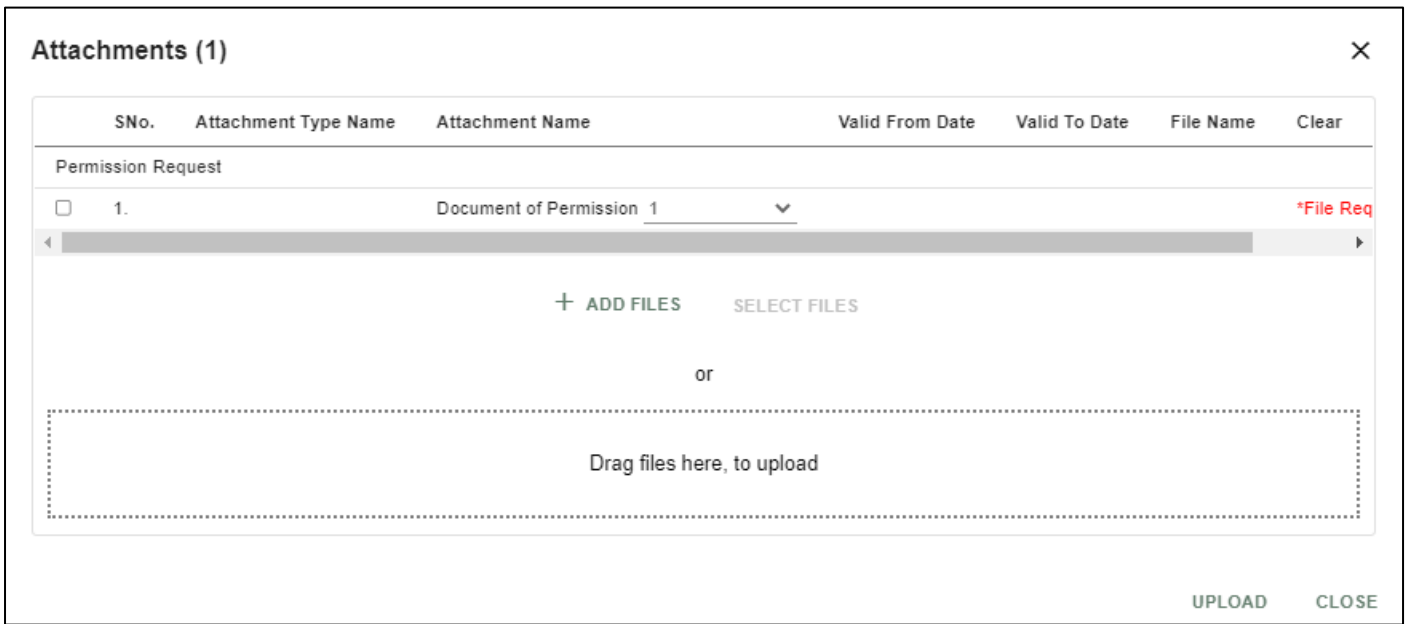 Attachments (1)
SNo. Attachment Type Name Attachment Name Valid From Date Valid To Date File Name Clear
Permission Request
1. Document of Permission 1 *File Req
+ ADD FILES SELECT FILES
or
Drag files here, to upload
UPLOAD CLOSE